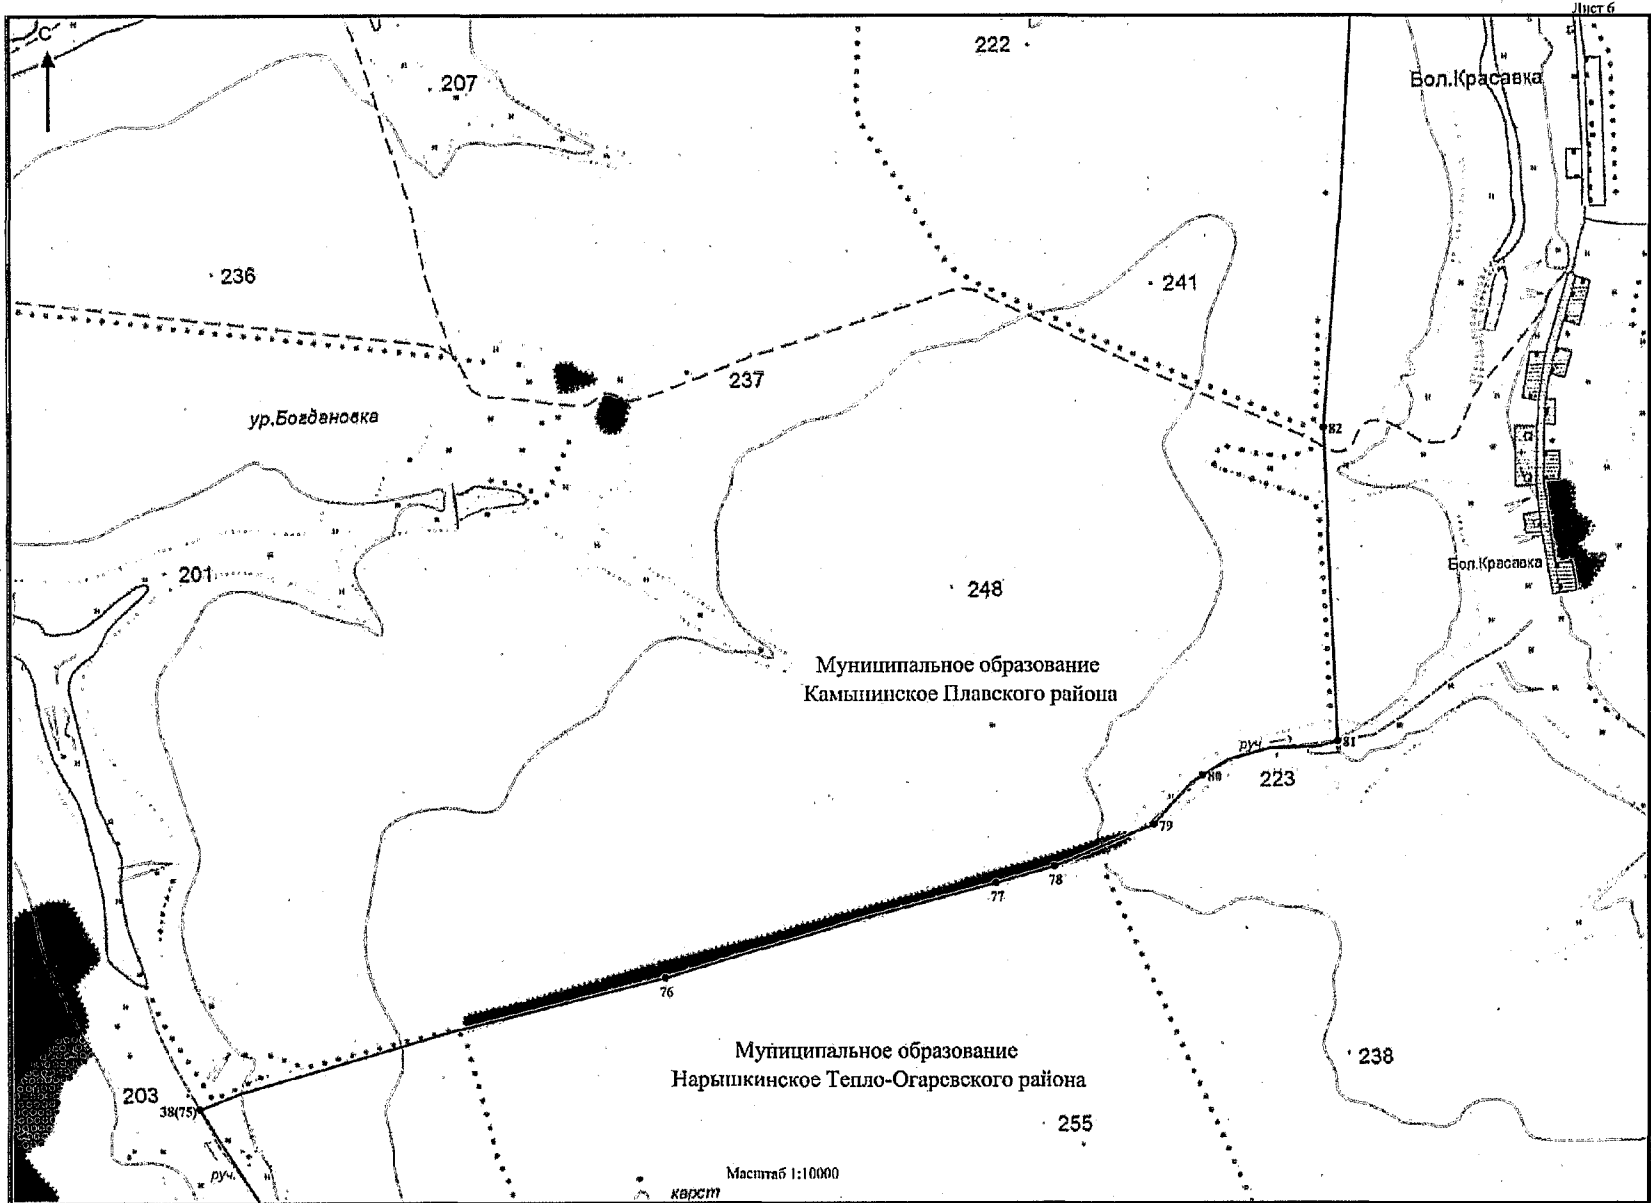 Лист 6
С
222
207
Бол.Красавка
236
241
237
ур.Богдановка
82
201
248
Бол.Красавка
Муниципальное образование
Камынинское Плавского района
руч.
81
80
223
79
78
77
76
Муниципальное образование
Нарышкинское Тепло-Огаревского района
238
203
38(75)
255
руч.
Масштаб 1:10000
карст